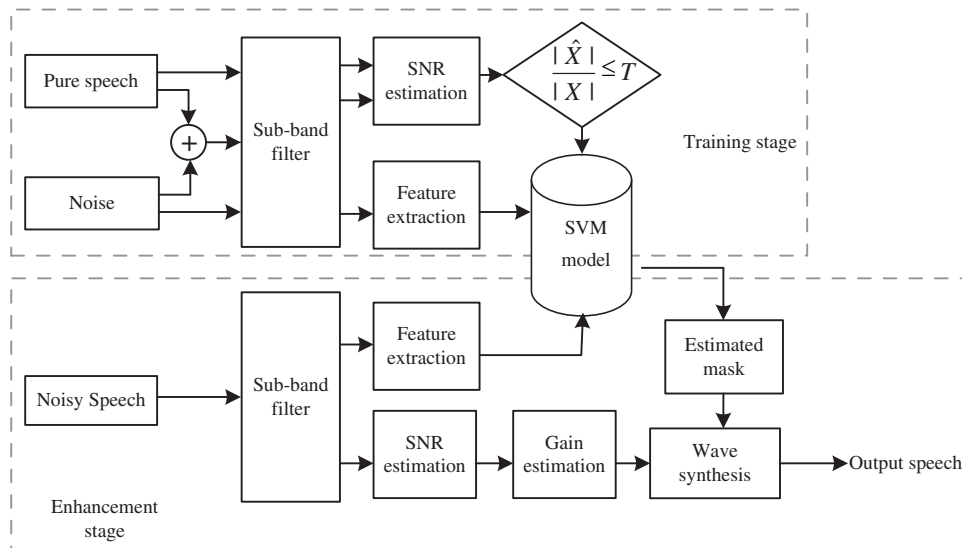 Pure speech
Noise
+
Sub-band
filter
SNR
estimation
Feature
extraction
| X̂ |
| X |
≤ T
SVM
model
Training stage
Noisy Speech
Sub-band
filter
Feature
extraction
SNR
estimation
Gain
estimation
Estimated
mask
Wave
synthesis
Output speech
Enhancement
stage